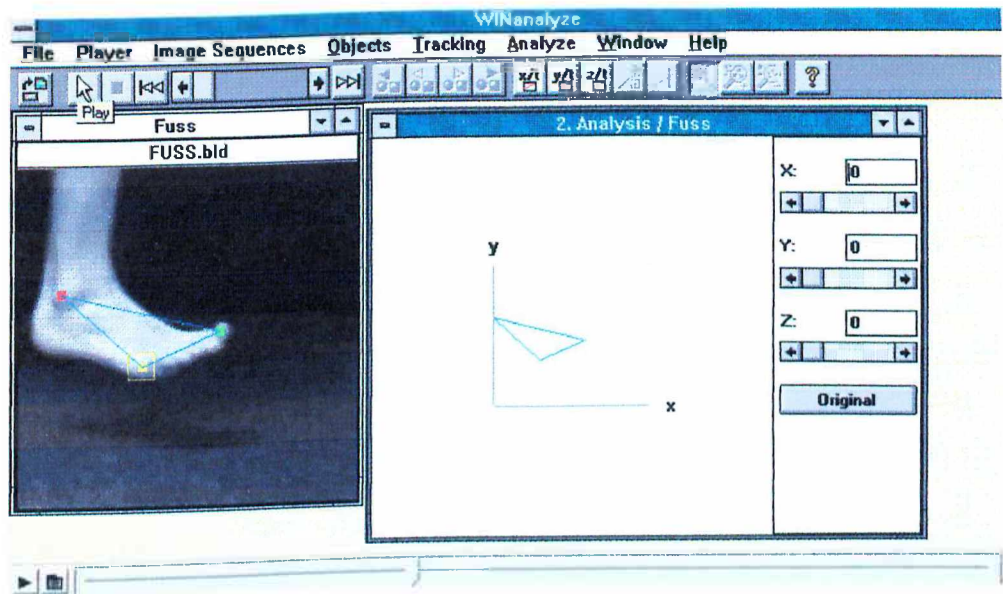 WINanalyze
File Player Image Sequences Objects Tracking Analyze Window Help
x/t y/t z/t ?
Play
Fuss
FUSS.bld
2. Analysis / Fuss
X: 0
Y: 0
Z: 0
Original
y
x